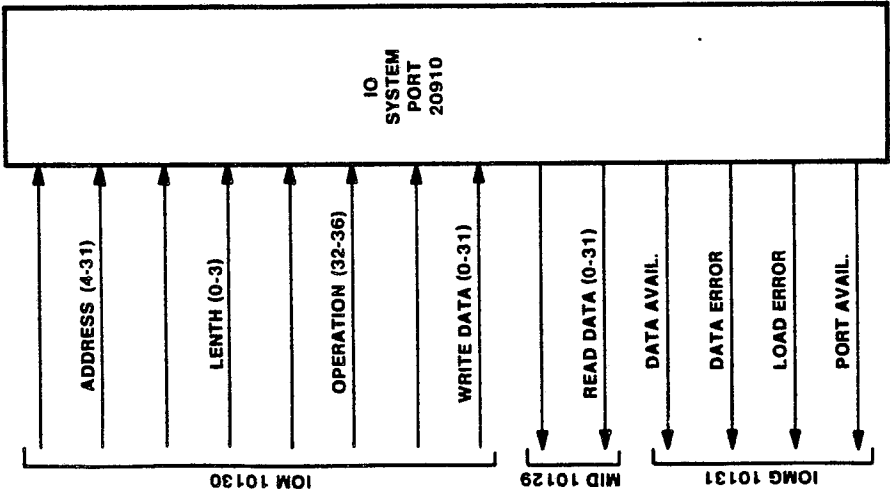 IO
SYSTEM
PORT
20910
ADDRESS (4-31)
LENTH (0-3)
OPERATION (32-36)
WRITE DATA (0-31)
READ DATA (0-31)
DATA AVAIL.
DATA ERROR
LOAD ERROR
PORT AVAIL.
IOM 10130
MID 10129
IOMG 10131